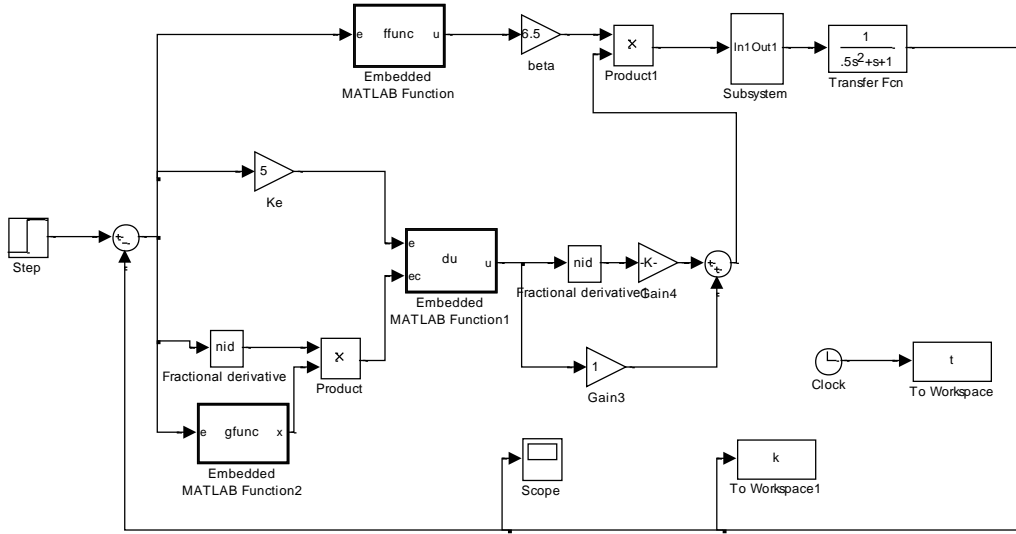 e ffunc u
Embedded
MATLAB Function
6.5
beta
×
Product1
In1 Out1
Subsystem
1
.5s²+s+1
Transfer Fcn
5
Ke
Step
+
-
e
ec
du
u
Embedded
MATLAB Function1
nid
Fractional derivative1
-K-
Gain4
+
+
1
Gain3
nid
Fractional derivative
×
Product
e gfunc x
Embedded
MATLAB Function2
Clock
t
To Workspace
Scope
k
To Workspace1